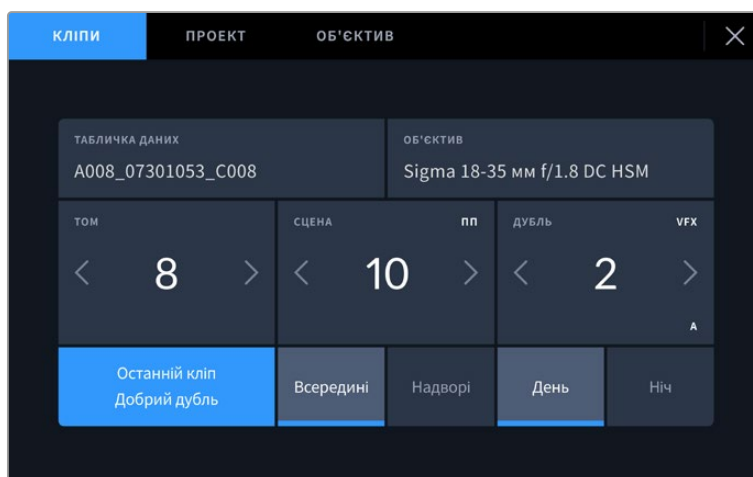 КЛІПИ ПРОЕКТ ОБ'ЄКТИВ
ТАБЛИЧКА ДАНИХ ОБ'ЄКТИВ
A008_07301053_C008 Sigma 18-35 мм f/1.8 DC HSM
ТОМ СЦЕНА ПП ДУБЛЬ VFX
8 10 2
A
Останній кліп
Добрий дубль
Всередині Надворі День Ніч